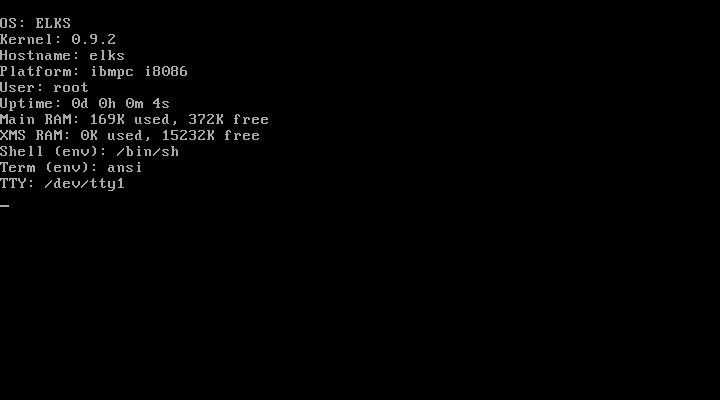 OS: ELKS
Kernel: 0.9.2
Hostname: elks
Platform: ibmpc i8086
User: root
Uptime: 0d 0h 0m 4s
Main RAM: 169K used, 372K free
XMS RAM: 0K used, 15232K free
Shell (env): /bin/sh
Term (env): ansi
TTY: /dev/tty1